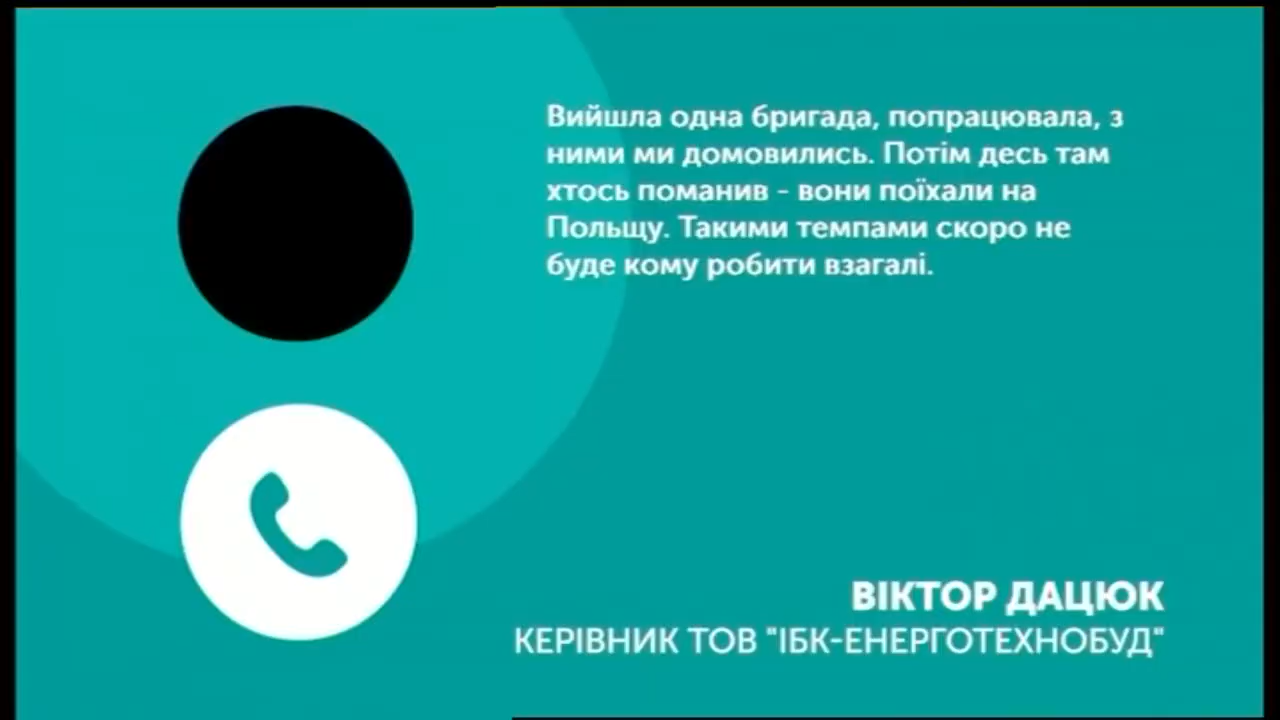 Вийшла одна бригада, попрацювала, з
ними ми домовились. Потім десь там
хтось поманив - вони поїхали на
Польщу. Такими темпами скоро не
буде кому робити взагалі.
ВІКТОР ДАЦЮК
КЕРІВНИК ТОВ "ІБК-ЕНЕРГОТЕХНОБУД"